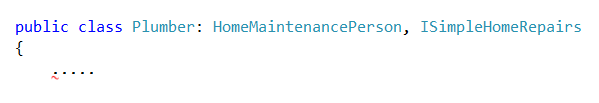 public class Plumber: HomeMaintenancePerson, ISimpleHomeRepairs
{
.....